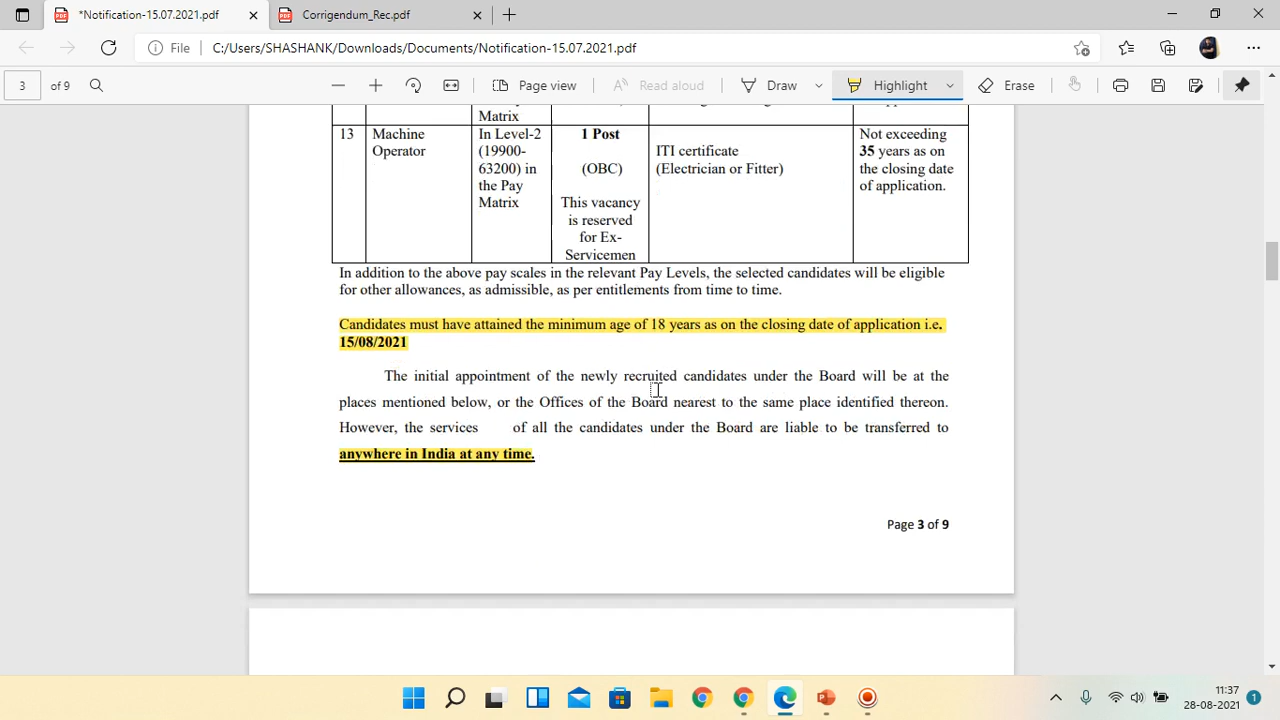 *Notification-15.07.2021.pdf
Corrigendum_Rec.pdf
File
C:/Users/SHASHANK/Downloads/Documents/Notification-15.07.2021.pdf
3 of 9
Page view
Read aloud
Draw
Highlight
Erase
Matrix
13
Machine
Operator
In Level-2
(19900-
63200) in
the Pay
Matrix
1 Post
(OBC)
This vacancy
is reserved
for Ex-
Servicemen
ITI certificate
(Electrician or Fitter)
Not exceeding
35 years as on
the closing date
of application.
In addition to the above pay scales in the relevant Pay Levels, the selected candidates will be eligible
for other allowances, as admissible, as per entitlements from time to time.
Candidates must have attained the minimum age of 18 years as on the closing date of application i.e.
15/08/2021
The initial appointment of the newly recruited candidates under the Board will be at the
places mentioned below, or the Offices of the Board nearest to the same place identified thereon.
However, the services of all the candidates under the Board are liable to be transferred to
anywhere in India at any time.
Page 3 of 9
11:37
28-08-2021
1